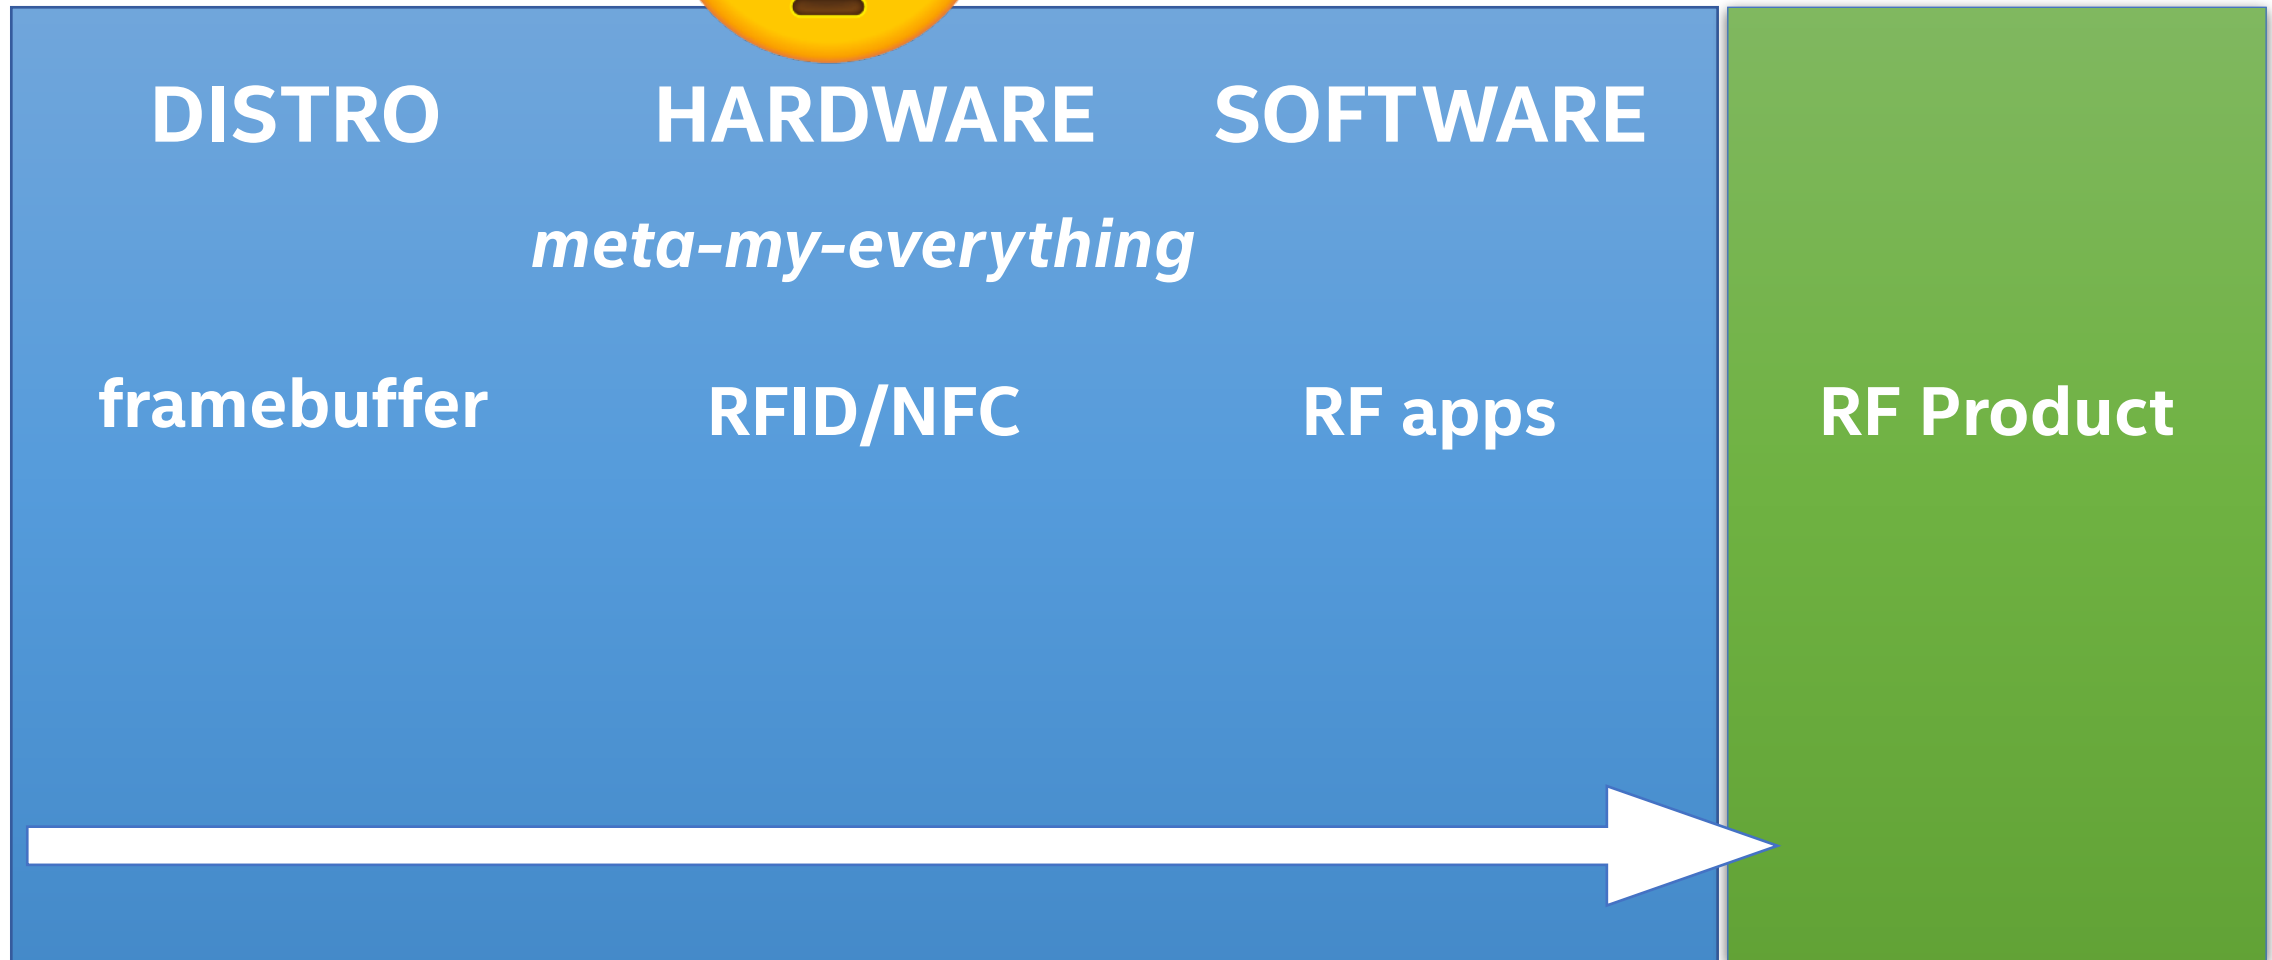 DISTRO HARDWARE SOFTWARE
meta-my-everything
framebuffer RFID/NFC RF apps RF Product